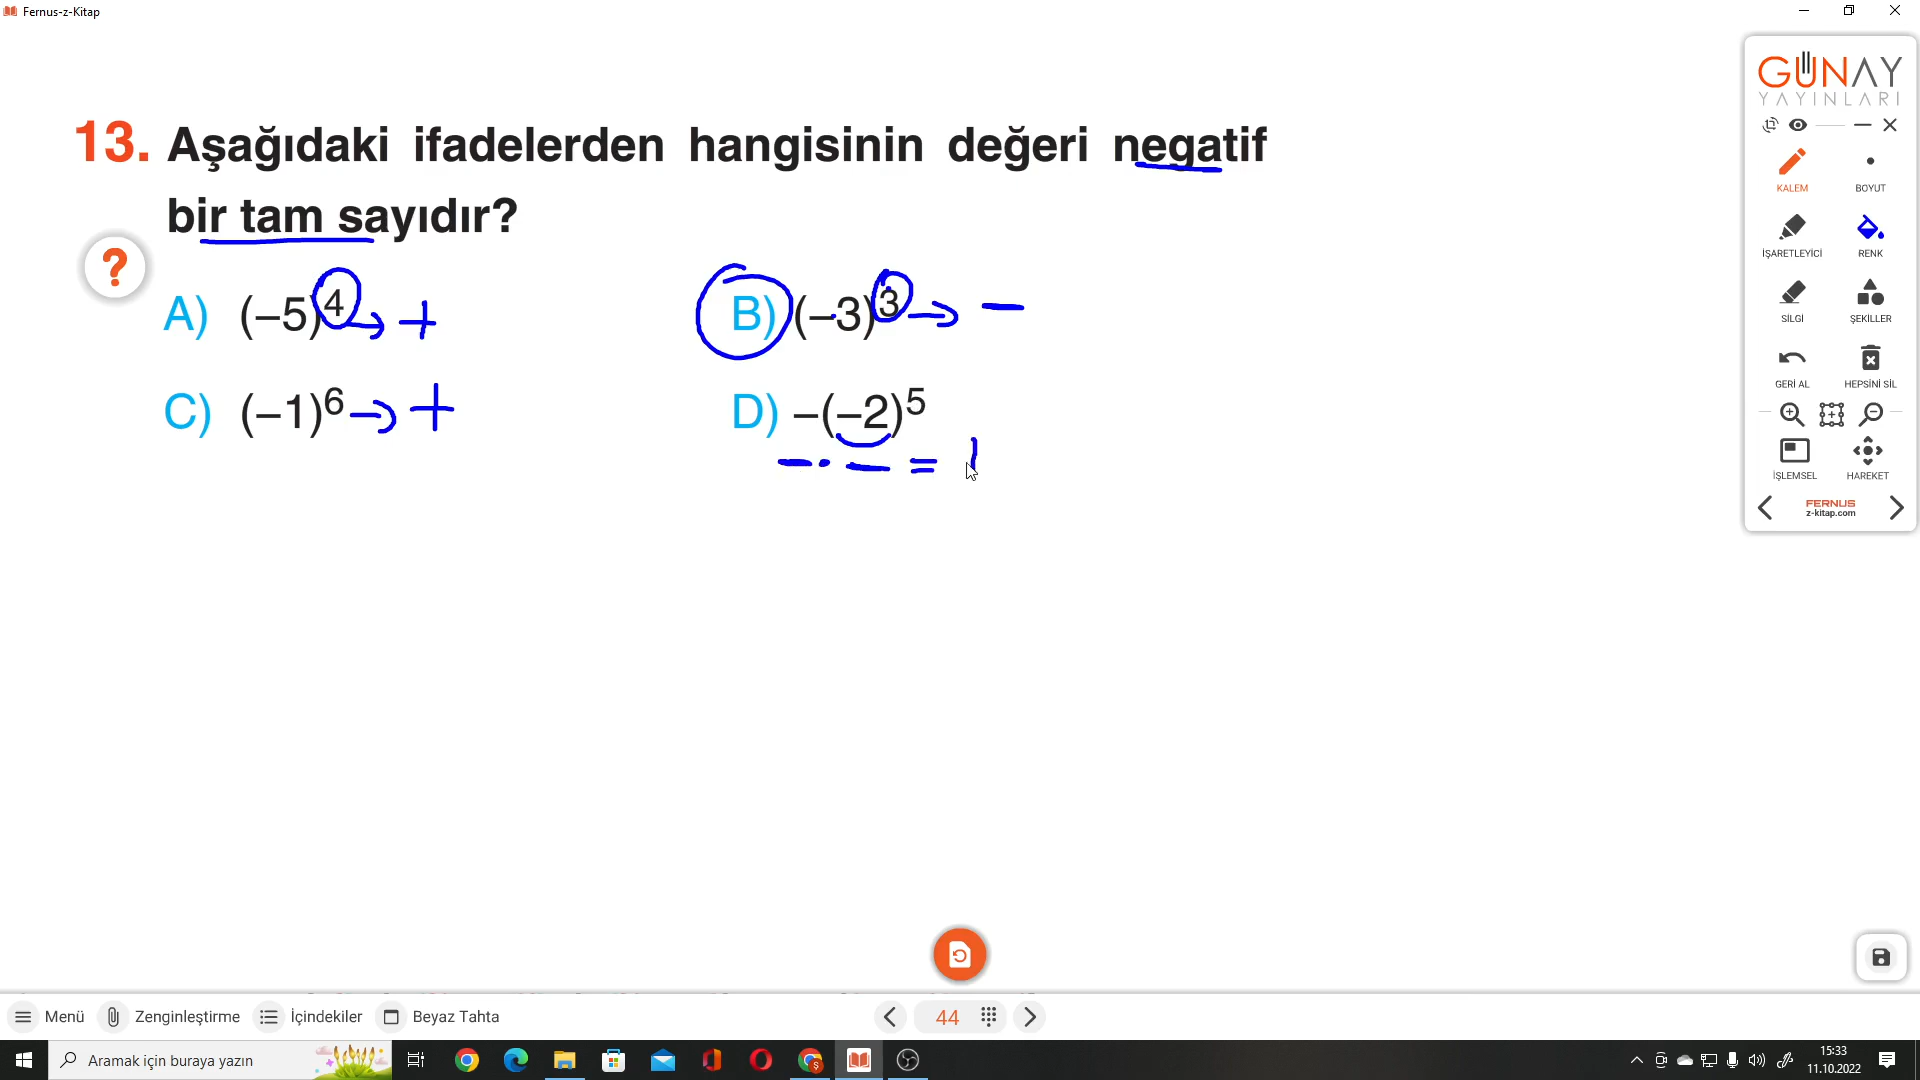 Fernus-z-Kitap
GÜNAY
YAYINLARI
13. Aşağıdaki ifadelerden hangisinin değeri negatif
bir tam sayıdır?
?
A) (−5)⁴ → +
B) (−3)³ → −
C) (−1)⁶ → +
D) −(−2)⁵
− · − =
KALEM BOYUT
İŞARETLEYİCİ RENK
SİLGİ ŞEKİLLER
GERİ AL HEPSİNİ SİL
İŞLEMSEL HAREKET
FERNUS
z-kitap.com
Menü Zenginleştirme İçindekiler Beyaz Tahta 44
Aramak için buraya yazın
15:33
11.10.2022